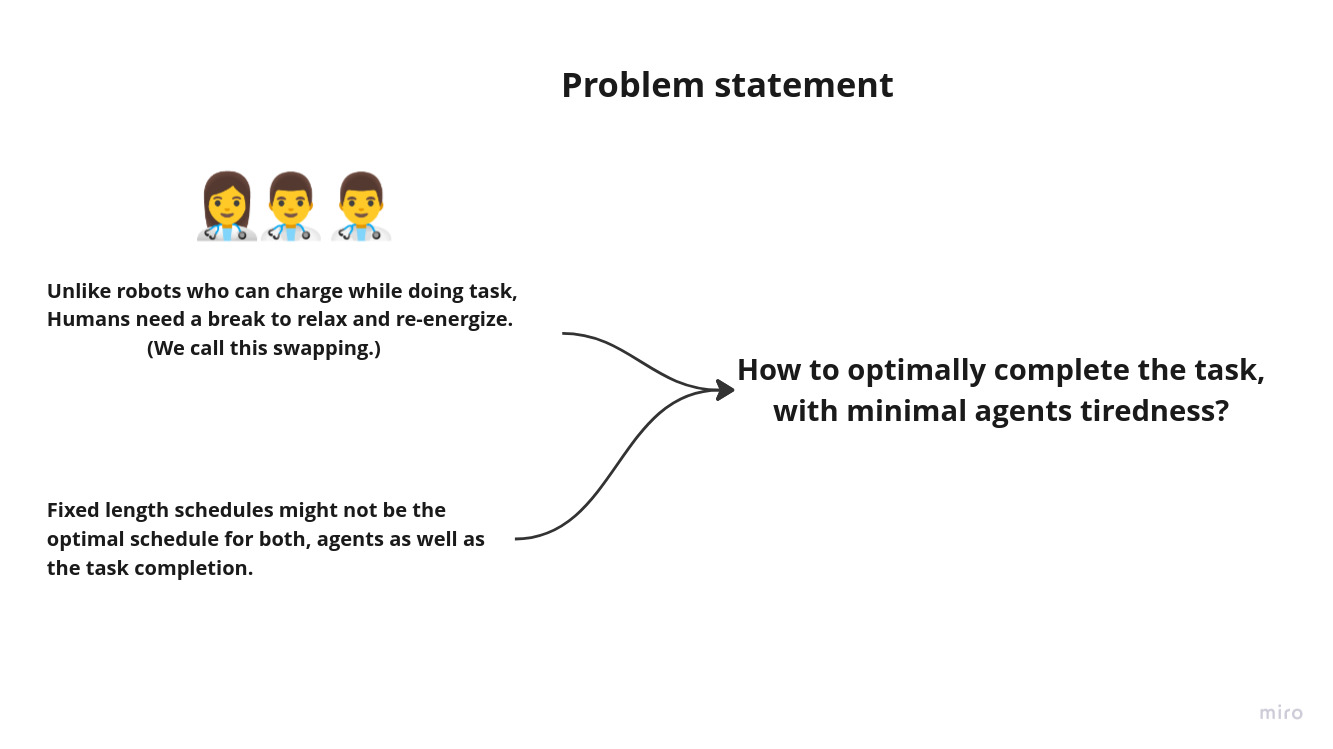 Problem statement
Unlike robots who can charge while doing task,
Humans need a break to relax and re-energize.
(We call this swapping.)
How to optimally complete the task,
with minimal agents tiredness?
Fixed length schedules might not be the
optimal schedule for both, agents as well as
the task completion.
miro